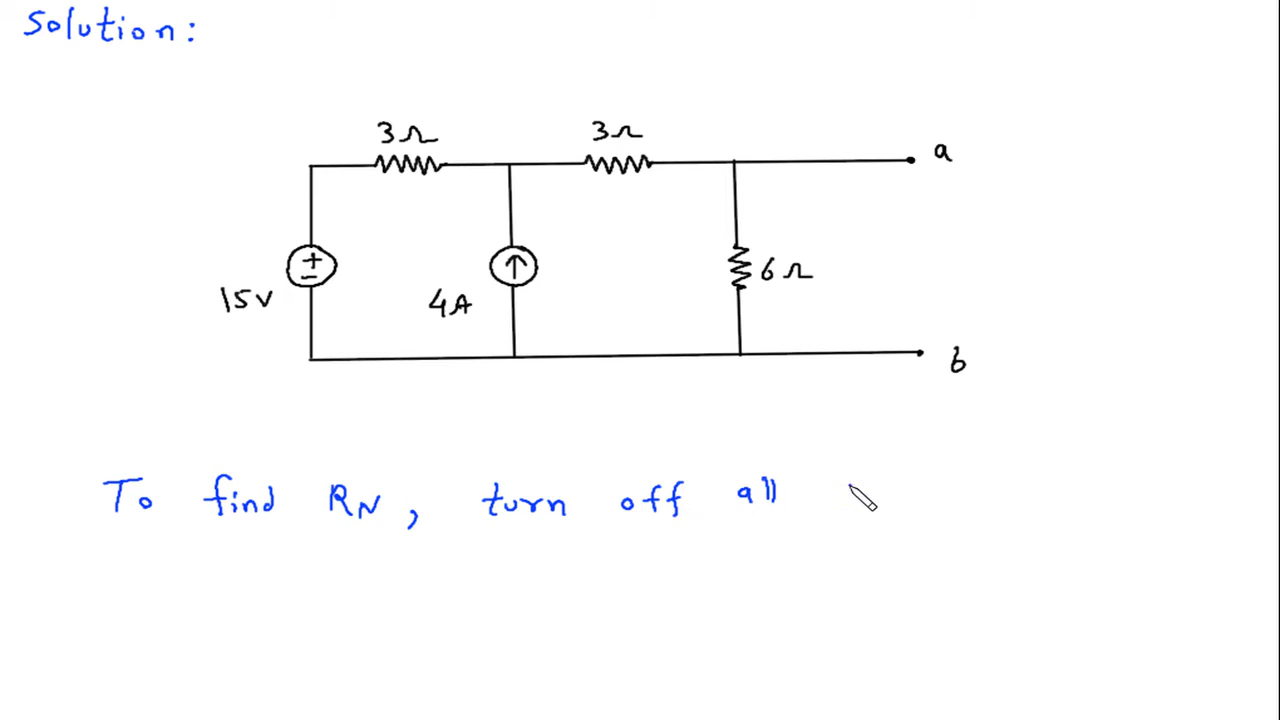 Solution:
3Ω 3Ω
a
15V
4A
6Ω
b
To find RN, turn off all